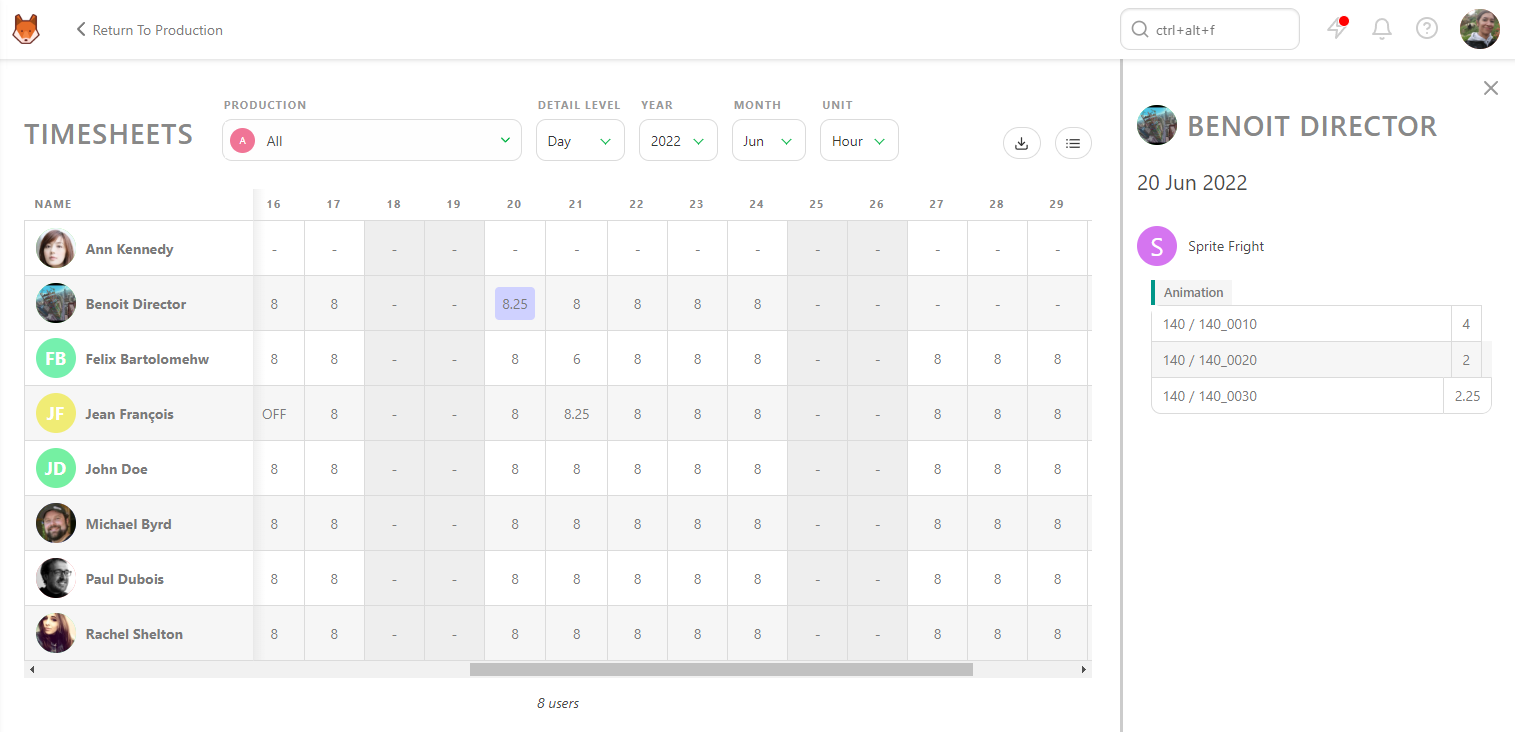 Return To Production
ctrl+alt+f
TIMESHEETS
PRODUCTION
A All
DETAIL LEVEL
Day
YEAR
2022
MONTH
Jun
UNIT
Hour
NAME 16 17 18 19 20 21 22 23 24 25 26 27 28 29
Ann Kennedy - - - - - - - - - - - - - -
Benoit Director 8 8 - - 8.25 8 8 8 8 - - - - -
FB Felix Bartolomehw 8 8 - - 8 6 8 8 8 - - 8 8 8
JF Jean François OFF 8 - - 8 8.25 8 8 8 - - 8 8 8
JD John Doe 8 8 - - 8 8 8 8 8 - - 8 8 8
Michael Byrd 8 8 - - 8 8 8 8 8 - - 8 8 8
Paul Dubois 8 8 - - 8 8 8 8 8 - - 8 8 8
Rachel Shelton 8 8 - - 8 8 8 8 8 - - 8 8 8
8 users
BENOIT DIRECTOR
20 Jun 2022
S Sprite Fright
Animation
140 / 140_0010 4
140 / 140_0020 2
140 / 140_0030 2.25